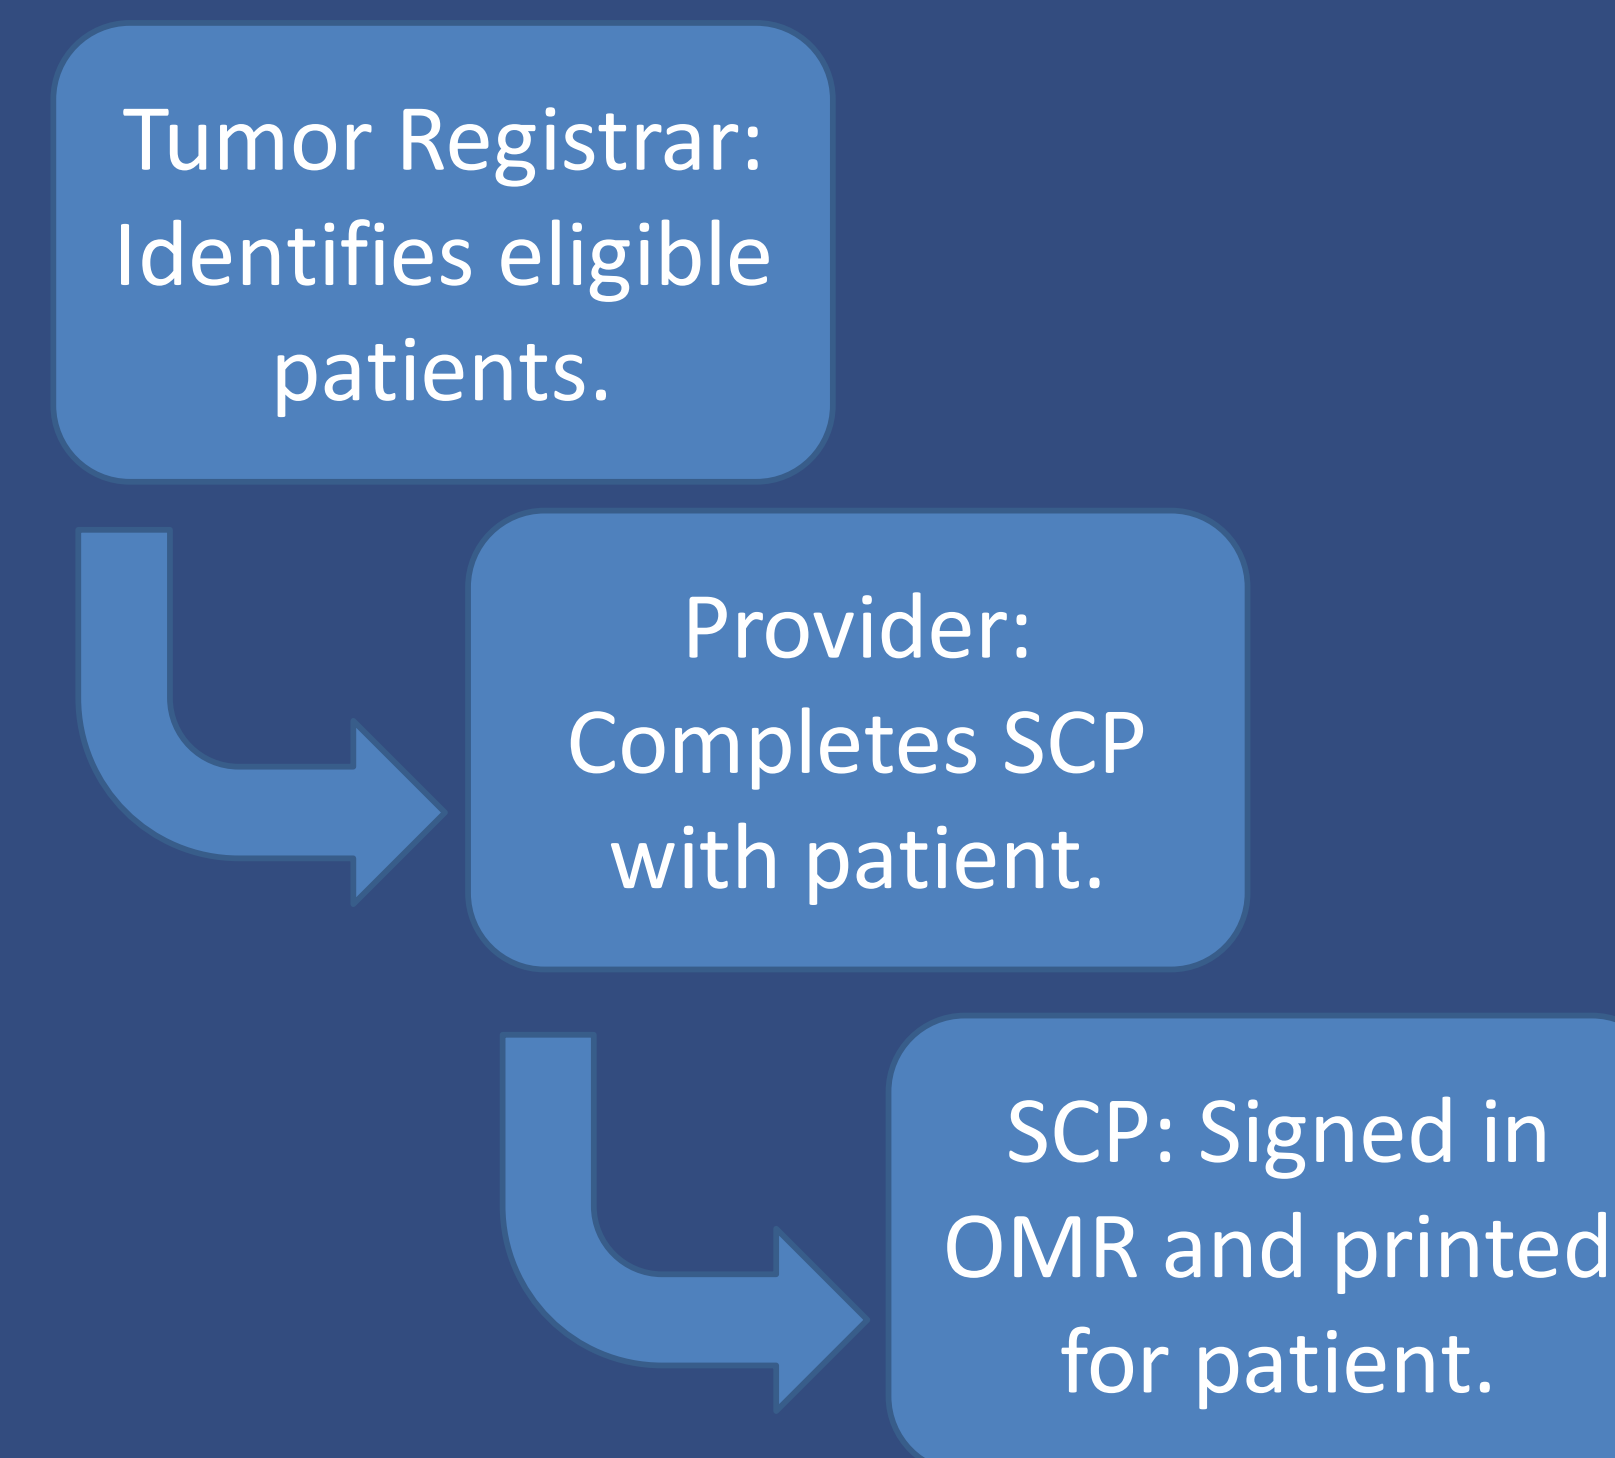 Tumor Registrar:
Identifies eligible
patients.
Provider:
Completes SCP
with patient.
SCP: Signed in
OMR and printed
for patient.